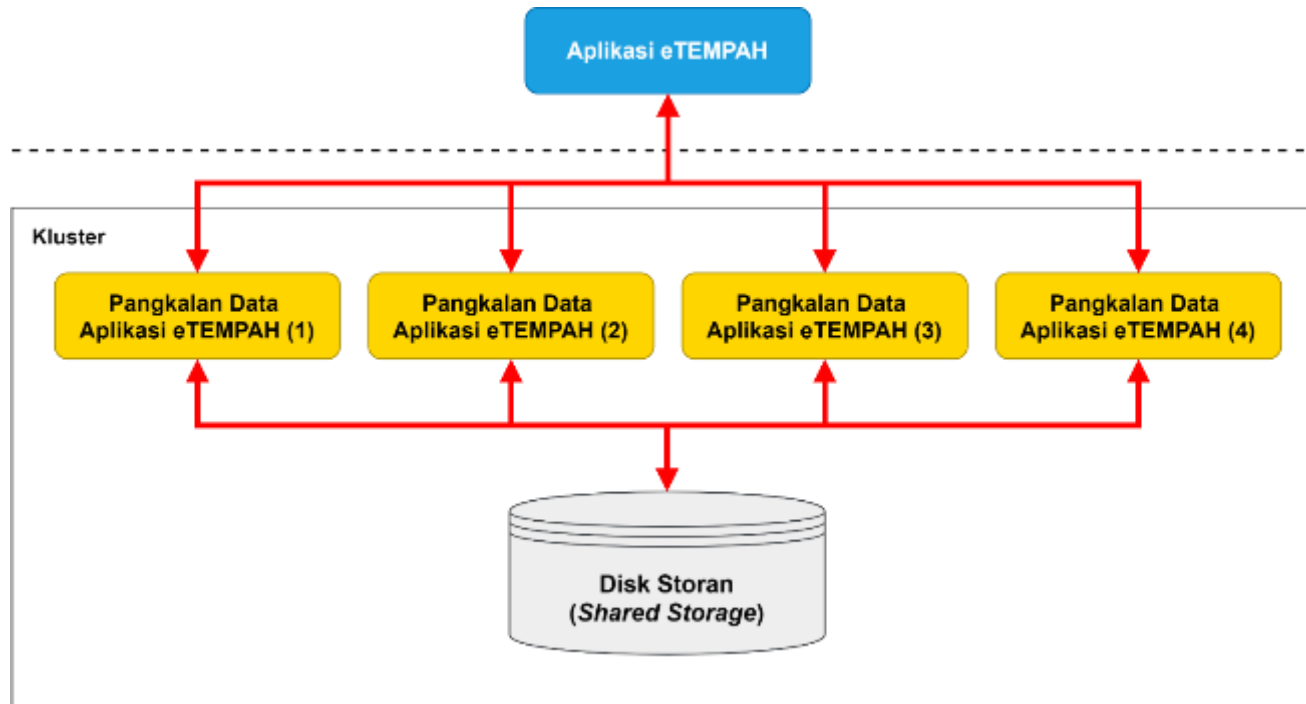 Aplikasi eTEMPAH
Kluster
Pangkalan Data
Aplikasi eTEMPAH (1)
Pangkalan Data
Aplikasi eTEMPAH (2)
Pangkalan Data
Aplikasi eTEMPAH (3)
Pangkalan Data
Aplikasi eTEMPAH (4)
Disk Storan
(Shared Storage)